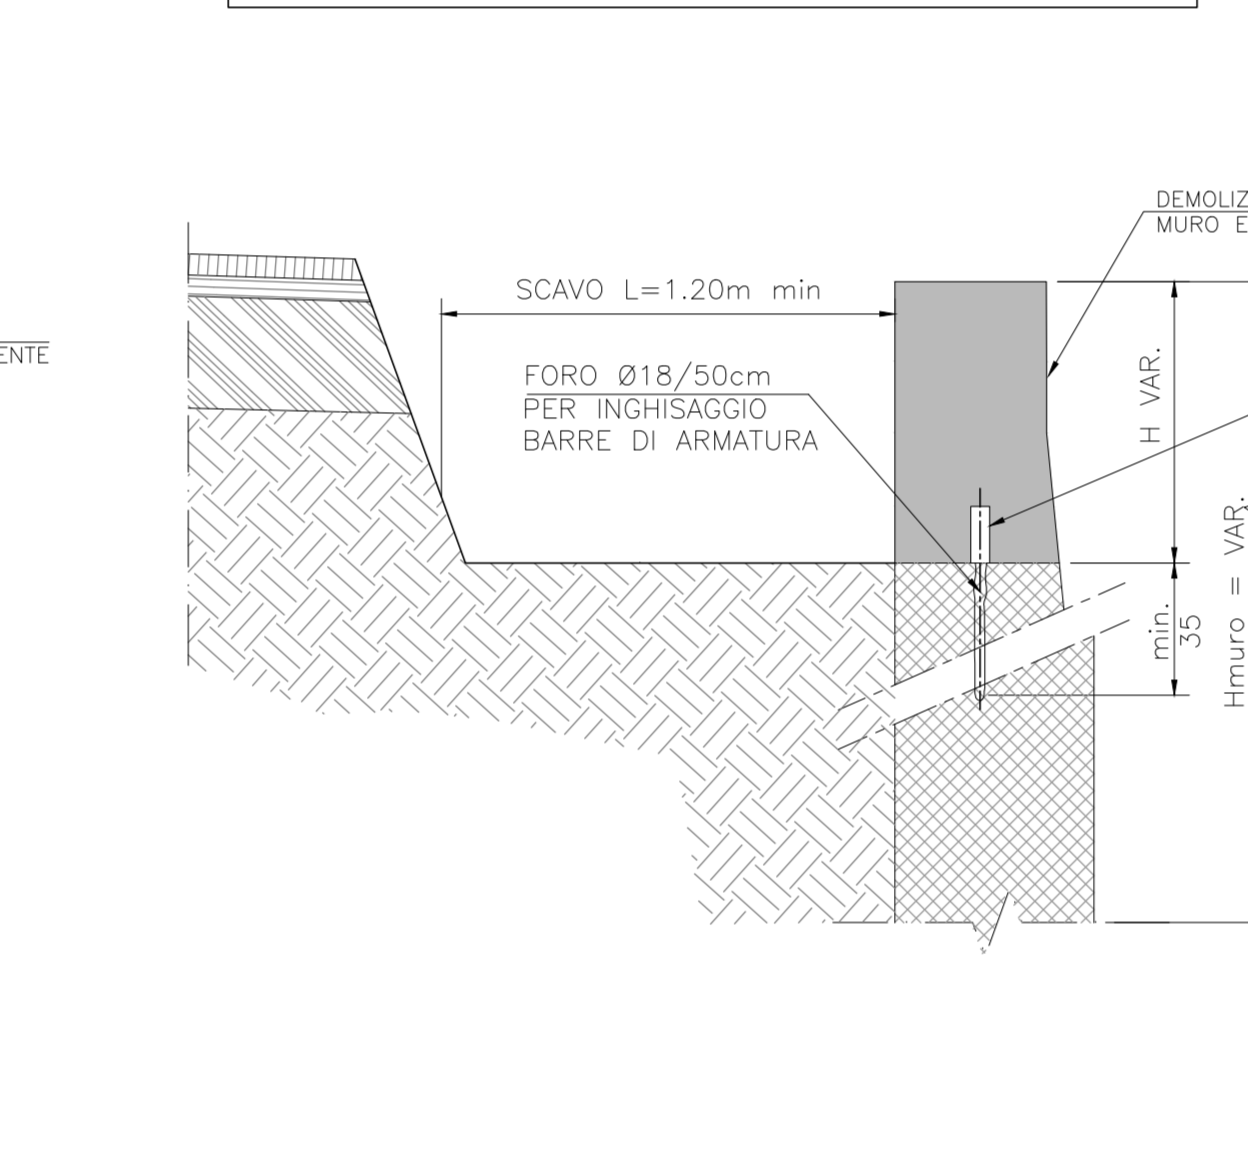 DEMOLIZ
MURO E
SCAVO L=1.20m min
ENTE
FORO Ø18/50cm
PER INGHISAGGIO
BARRE DI ARMATURA
H VAR.
min.
35
Hmuro = VAR.